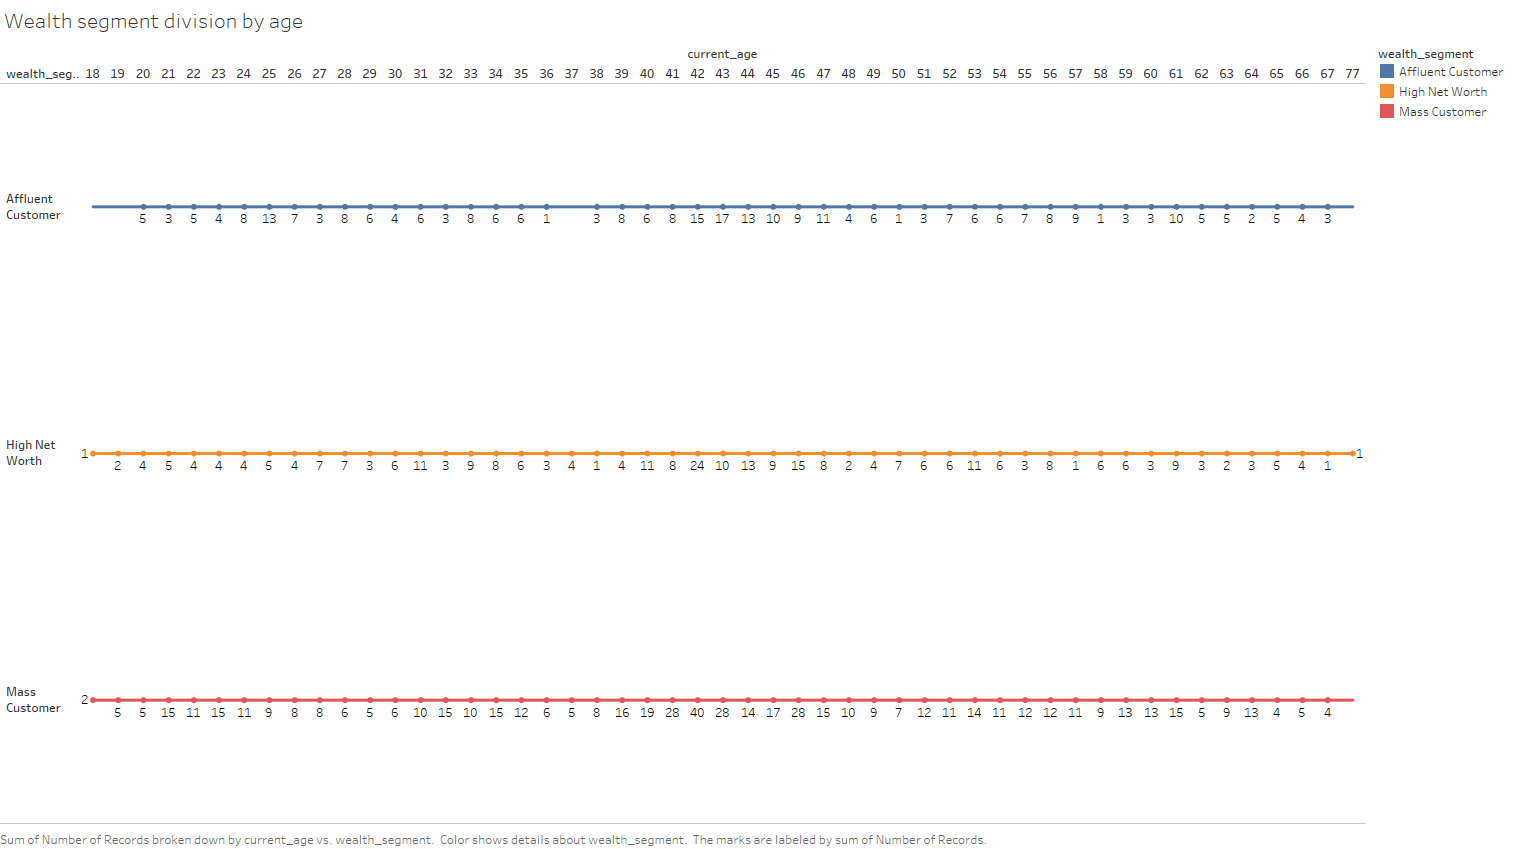 Wealth segment division by age
current_age
wealth_seg.. 18 19 20 21 22 23 24 25 26 27 28 29 30 31 32 33 34 35 36 37 38 39 40 41 42 43 44 45 46 47 48 49 50 51 52 53 54 55 56 57 58 59 60 61 62 63 64 65 66 67 77
wealth_segment
Affluent Customer
High Net Worth
Mass Customer
Affluent
Customer
5 3 5 4 8 13 7 3 8 6 4 6 3 8 6 6 1 3 8 6 8 15 17 13 10 9 11 4 6 1 3 7 6 6 7 8 9 1 3 3 10 5 5 2 5 4 3
High Net
Worth
1 1
2 4 5 4 4 4 5 4 7 7 3 6 11 3 9 8 6 3 4 1 4 11 8 24 10 13 9 15 8 2 4 7 6 6 11 6 3 8 1 6 6 3 9 3 2 3 5 4 1
Mass
Customer
2
5 5 15 11 15 11 9 8 8 6 5 6 10 15 10 15 12 6 5 8 16 19 28 40 28 14 17 28 15 10 9 7 12 11 14 11 12 12 11 9 13 13 15 5 9 13 4 5 4
Sum of Number of Records broken down by current_age vs. wealth_segment.  Color shows details about wealth_segment.  The marks are labeled by sum of Number of Records.